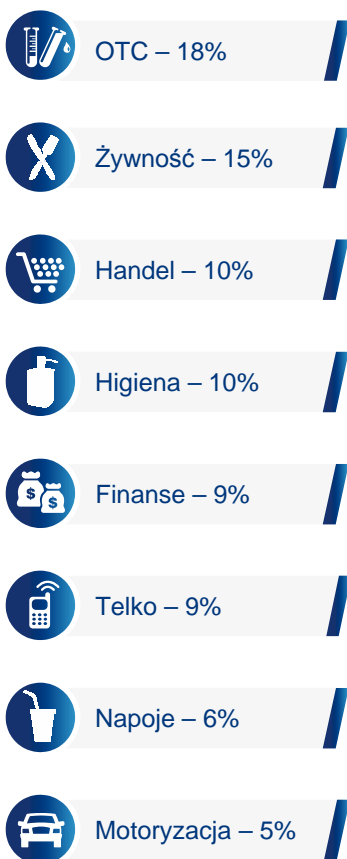 OTC – 18%
Żywność – 15%
Handel – 10%
Higiena – 10%
Finanse – 9%
Telko – 9%
Napoje – 6%
Motoryzacja – 5%